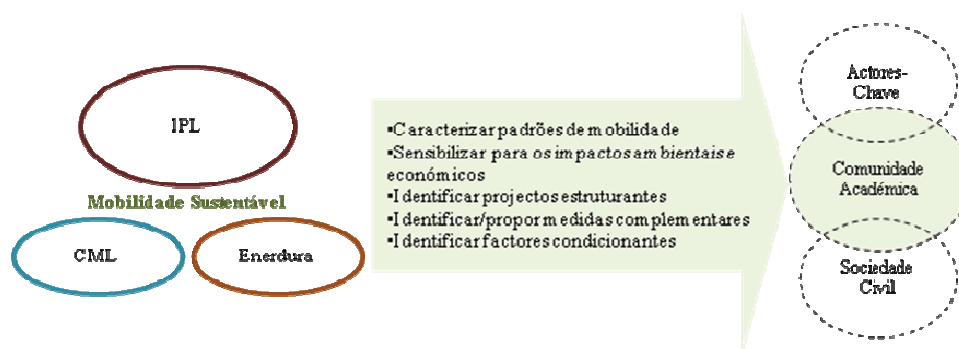 IPL
Mobilidade Sustentável
CML
Enerdura
▪Caracterizar padrões de mobilidade
▪Sensibilizar para os impactos ambientais e
económicos
▪Identificar projectos estruturantes
▪Identificar/propor medidas complementares
▪Identificar factores condicionantes
Actores-
Chave
Comunidade
Académica
Sociedade
Civil